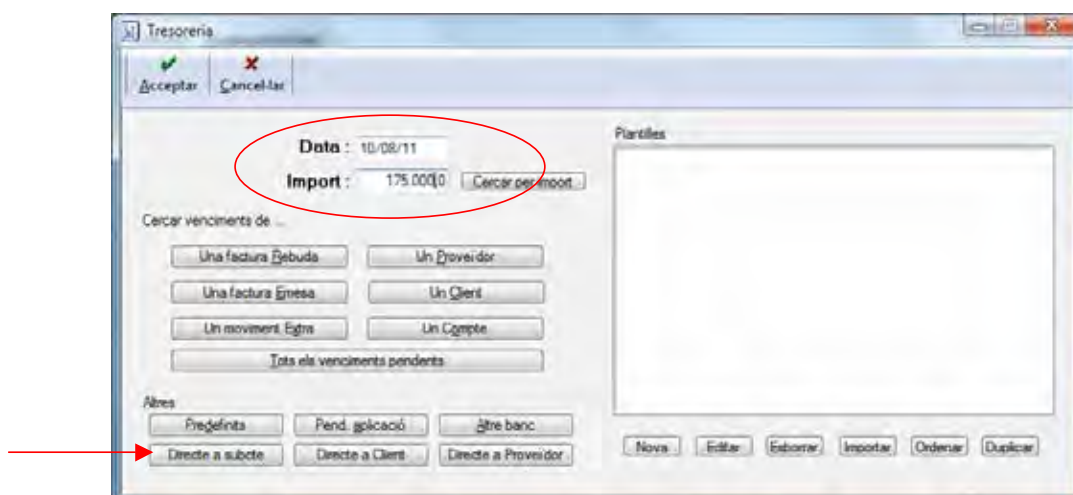 Tresoreria
Acceptar Cancel·lar
Data : 10/08/11
Import : 175.000,0 Cercar per import
Plantilles
Cercar venciments de ...
Una factura Rebuda Un Proveïdor
Una factura Emesa Un Client
Un moviment Extra Un Compte
Tots els venciments pendents
Altres
Predefinits Pend. aplicació Altre banc
Directe a subcte Directe a Client Directe a Proveïdor
Nova Editar Esborrar Importar Ordenar Duplicar